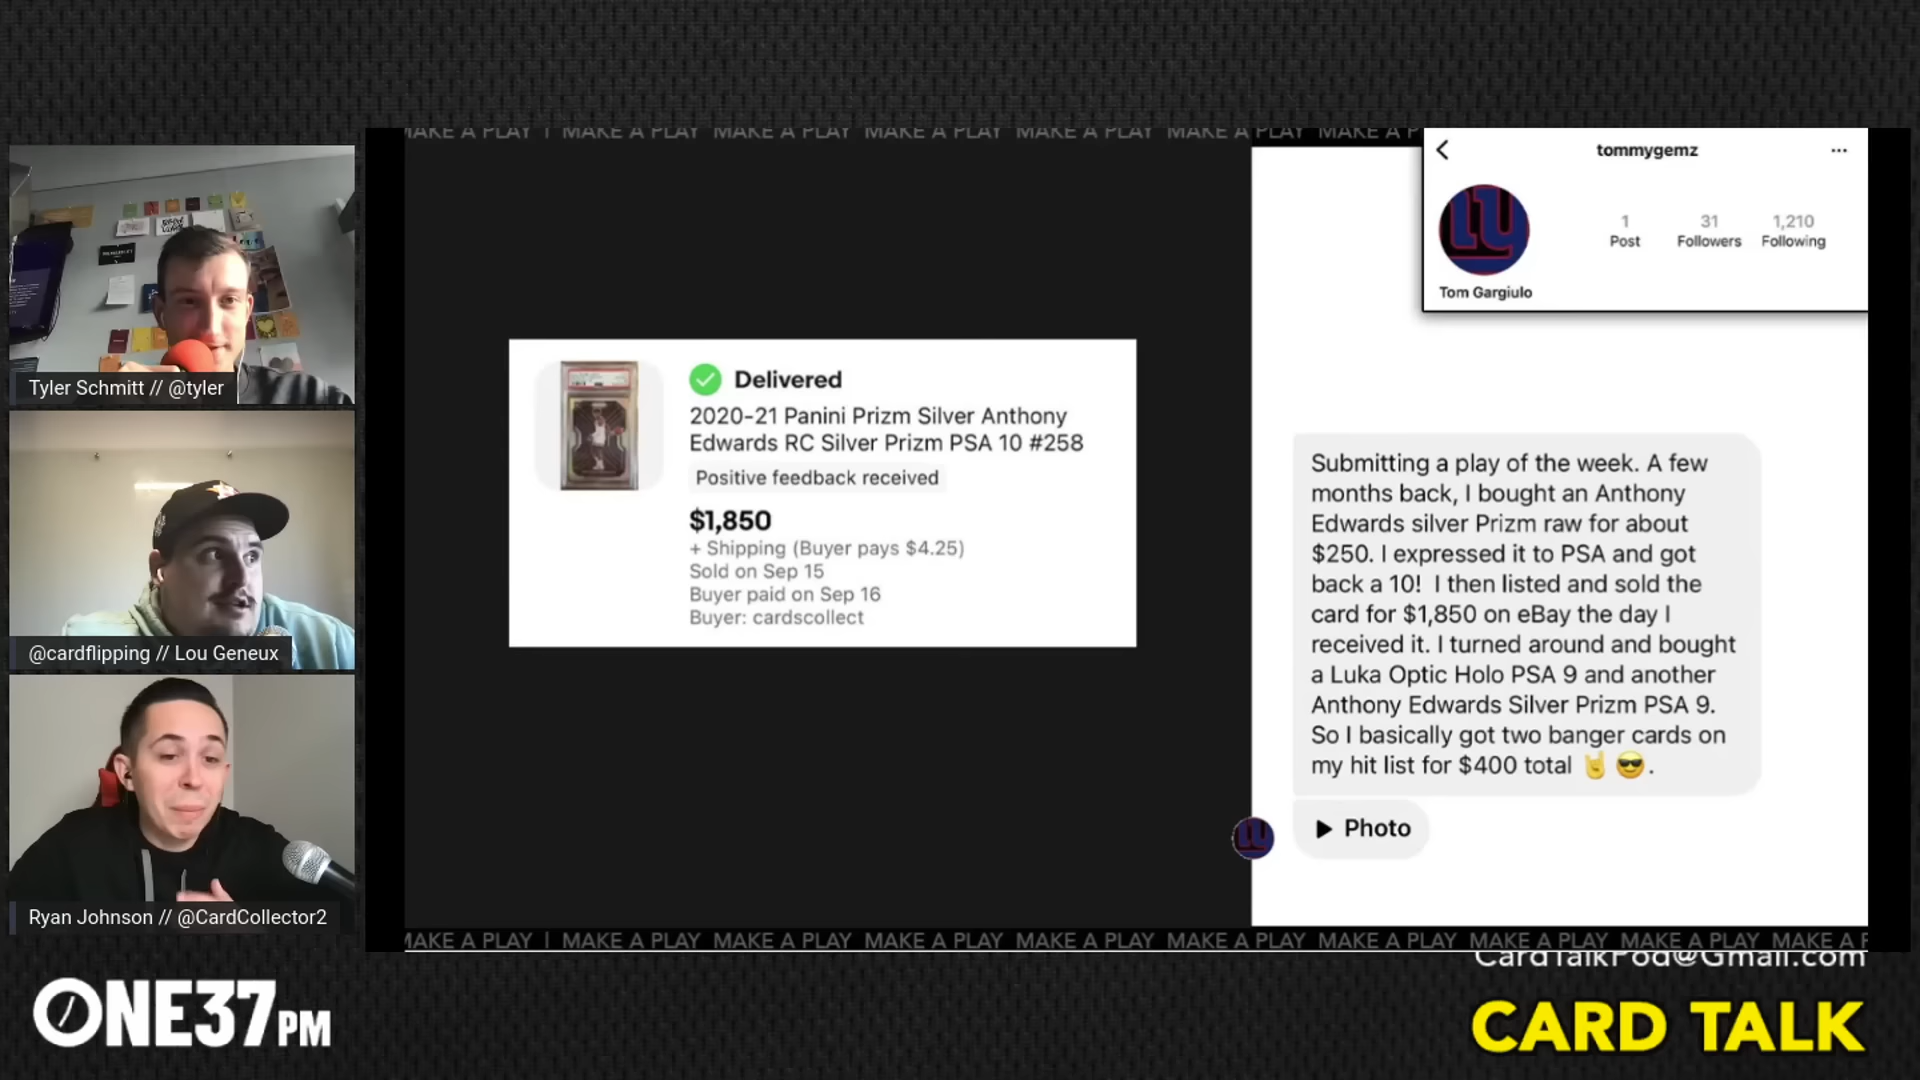 MAKE A PLAY | MAKE A PLAY MAKE A PLAY MAKE A PLAY MAKE A PLAY MAKE A PLAY MAKE A P
tommygemz
1 31 1,210
Post Followers Following
Tom Gargiulo
Tyler Schmitt // @tyler
@cardflipping // Lou Geneux
Ryan Johnson // @CardCollector2
Delivered
2020-21 Panini Prizm Silver Anthony
Edwards RC Silver Prizm PSA 10 #258
Positive feedback received
$1,850
+ Shipping (Buyer pays $4.25)
Sold on Sep 15
Buyer paid on Sep 16
Buyer: cardscollect
Submitting a play of the week. A few
months back, I bought an Anthony
Edwards silver Prizm raw for about
$250. I expressed it to PSA and got
back a 10! I then listed and sold the
card for $1,850 on eBay the day I
received it. I turned around and bought
a Luka Optic Holo PSA 9 and another
Anthony Edwards Silver Prizm PSA 9.
So I basically got two banger cards on
my hit list for $400 total 🤘 😎.
Photo
MAKE A PLAY | MAKE A PLAY MAKE A PLAY MAKE A PLAY MAKE A PLAY MAKE A PLAY MAKE A PLAY MAKE A PLAY MAKE A PLAY MAKE A P
CardTalkPod@Gmail.com
ONE37PM
CARD TALK